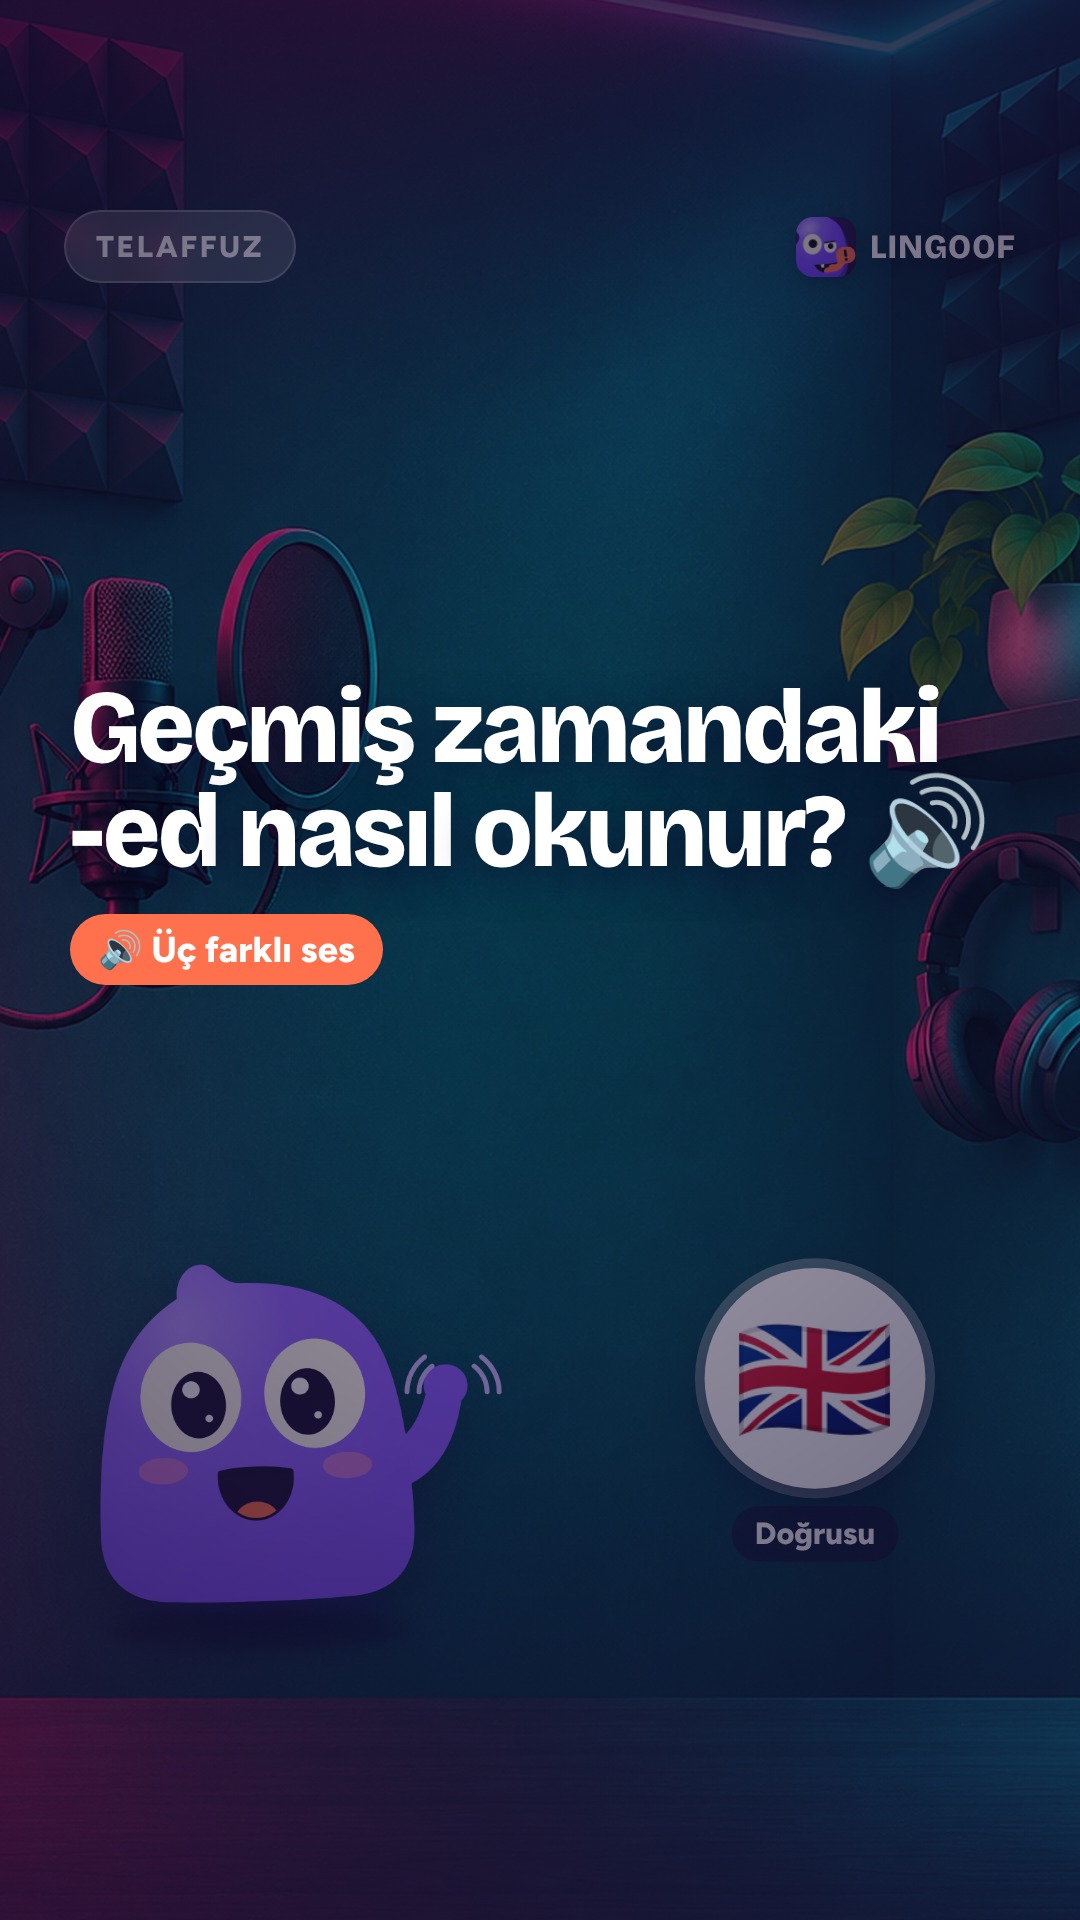 TELAFFUZ
LINGOOF
Geçmiş zamandaki
-ed nasıl okunur? 🔊
🔊 Üç farklı ses
Doğrusu